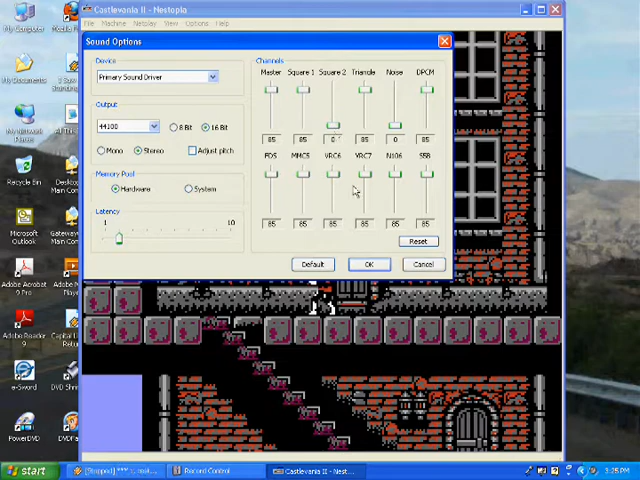 Castlevania II - Nestopia
File Machine Netplay View Options Help
Sound Options
Device
Primary Sound Driver
Output
44100
8 Bit
16 Bit
Mono
Stereo
Adjust pitch
Memory Pool
Hardware
System
Latency
1
10
Channels
Master Square 1 Square 2 Triangle Noise DPCM
85 85 0 85 0 85
FDS MMC5 VRC6 VRC7 N106 S5B
85 85 85 85 85 85
Reset
Default
OK
Cancel
My Computer
My Documents
My Network
Places
Recycle Bin
Microsoft
Outlook
Adobe Acrobat
9 Pro
Adobe Reader
9
e-Sword
PowerDVD
start
Record Control
Castlevania II - Nest...
3:25 PM